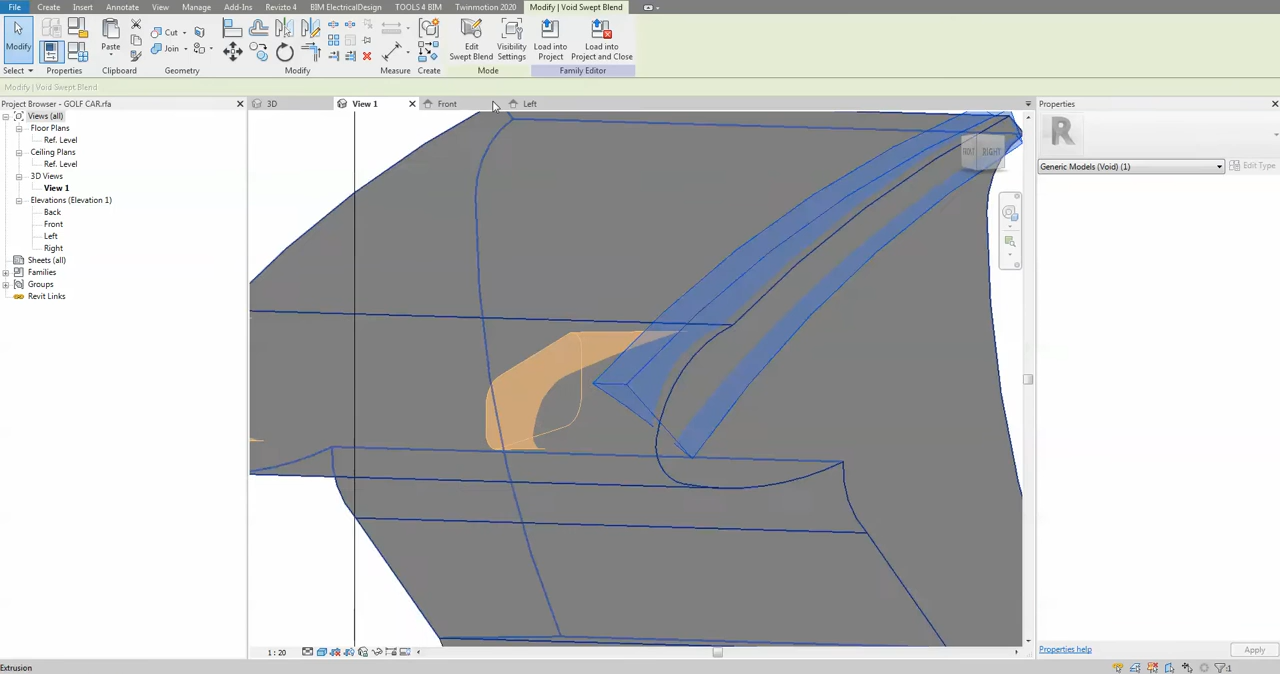 File Create Insert Annotate View Manage Add-Ins Revizto 4 BIM ElectricalDesign TOOLS 4 BIM Twinmotion 2020 Modify | Void Swept Blend
Modify
Paste
Cut
Join
Edit
Swept Blend
Visibility
Settings
Load into
Project
Load into
Project and Close
Select Properties Clipboard Geometry Modify Measure Create Mode Family Editor
Modify | Void Swept Blend
Project Browser - GOLF CAR.rfa
3D
View 1
Front
Left
Properties
Views (all)
Floor Plans
Ref. Level
Ceiling Plans
Ref. Level
3D Views
View 1
Elevations (Elevation 1)
Back
Front
Left
Right
Sheets (all)
Families
Groups
Revit Links
RIGHT
R
Generic Models (Void) (1)
Edit Type
1 : 20
Properties help
Apply
Extrusion
:1